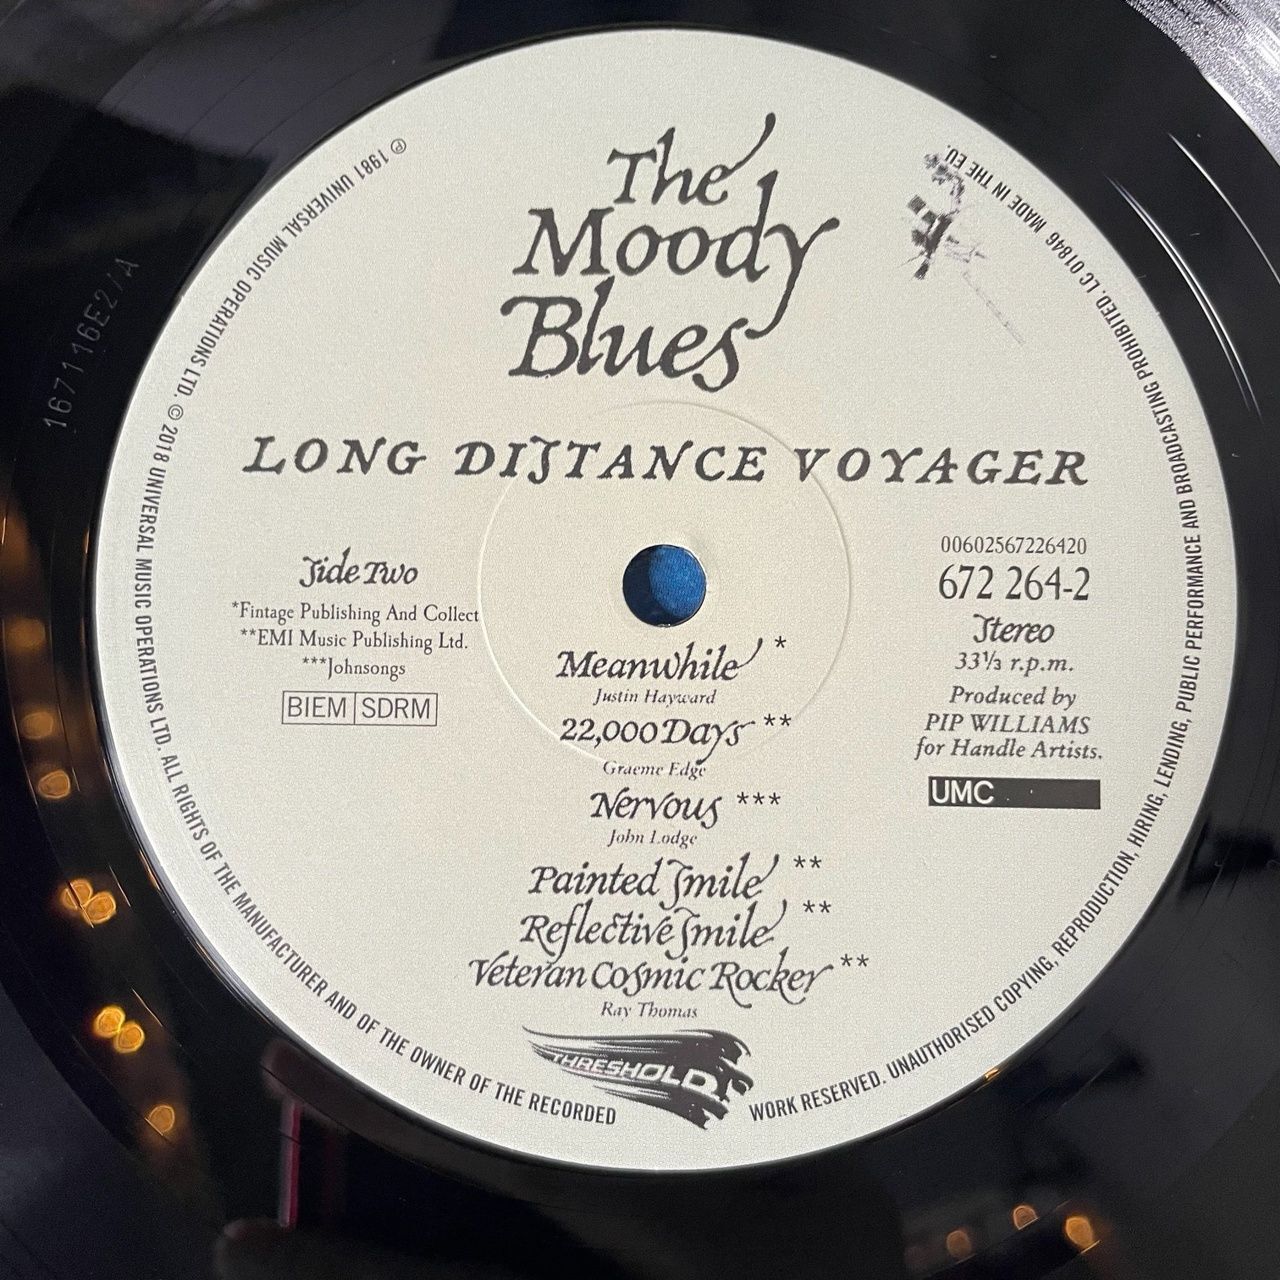 The
Moody
Blues
LONG DISTANCE VOYAGER
Side Two
*Fintage Publishing And Collect
**EMI Music Publishing Ltd.
***Johnsongs
BIEM SDRM
00602567226420
672 264-2
Stereo
33⅓ r.p.m.
Produced by
PIP WILLIAMS
for Handle Artists.
UMC
Meanwhile *
Justin Hayward
22,000 Days **
Graeme Edge
Nervous ***
John Lodge
Painted Smile **
Reflective Smile **
Veteran Cosmic Rocker **
Ray Thomas
THRESHOLD
℗ 1981 UNIVERSAL MUSIC OPERATIONS LTD. © 2018 UNIVERSAL MUSIC OPERATIONS LTD. ALL RIGHTS OF THE MANUFACTURER AND OF THE OWNER OF THE RECORDED WORK RESERVED. UNAUTHORISED COPYING, REPRODUCTION, HIRING, LENDING, PUBLIC PERFORMANCE AND BROADCASTING PROHIBITED. LC 01846 MADE IN THE EU.
167116E2/A